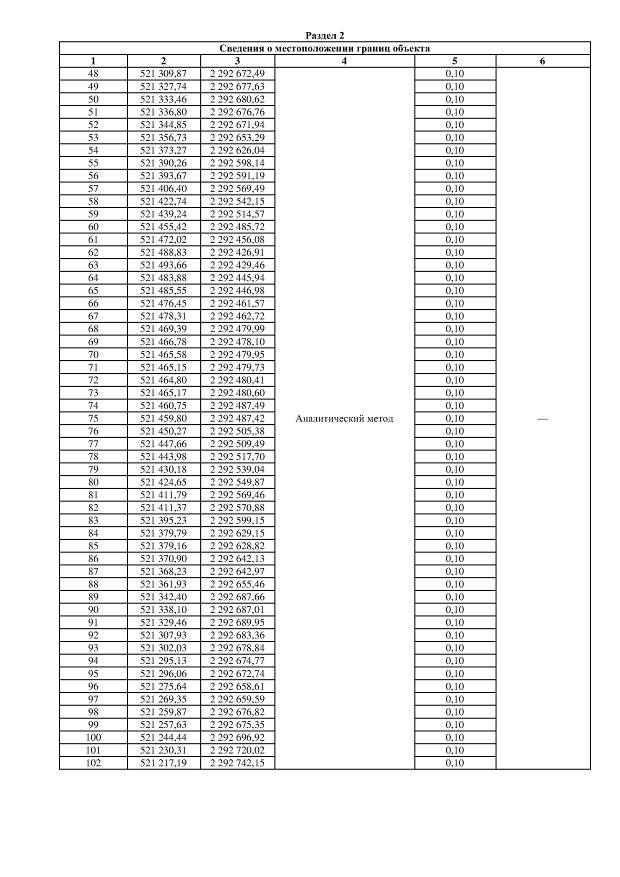 Раздел 2
Сведения о местоположении границ объекта
1 2 3 4 5 6
48 521 309,87 2 292 672,49 0,10
49 521 327,74 2 292 677,63 0,10
50 521 333,46 2 292 680,62 0,10
51 521 336,80 2 292 676,76 0,10
52 521 344,85 2 292 671,94 0,10
53 521 356,73 2 292 653,29 0,10
54 521 373,27 2 292 626,04 0,10
55 521 390,26 2 292 598,14 0,10
56 521 393,67 2 292 591,19 0,10
57 521 406,40 2 292 569,49 0,10
58 521 422,74 2 292 542,15 0,10
59 521 439,24 2 292 514,57 0,10
60 521 455,42 2 292 485,72 0,10
61 521 472,02 2 292 456,08 0,10
62 521 488,83 2 292 426,91 0,10
63 521 493,66 2 292 429,46 0,10
64 521 483,88 2 292 445,94 0,10
65 521 485,55 2 292 446,98 0,10
66 521 476,45 2 292 461,57 0,10
67 521 478,31 2 292 462,72 0,10
68 521 469,39 2 292 479,99 0,10
69 521 466,78 2 292 478,10 0,10
70 521 465,58 2 292 479,95 0,10
71 521 465,15 2 292 479,73 0,10
72 521 464,80 2 292 480,41 0,10
73 521 465,17 2 292 480,60 0,10
74 521 460,75 2 292 487,49 0,10
75 521 459,80 2 292 487,42 Аналитический метод 0,10 —
76 521 450,27 2 292 505,38 0,10
77 521 447,66 2 292 509,49 0,10
78 521 443,98 2 292 517,70 0,10
79 521 430,18 2 292 539,04 0,10
80 521 424,65 2 292 549,87 0,10
81 521 411,79 2 292 569,46 0,10
82 521 411,37 2 292 570,88 0,10
83 521 395,23 2 292 599,15 0,10
84 521 379,79 2 292 629,15 0,10
85 521 379,16 2 292 628,82 0,10
86 521 370,90 2 292 642,13 0,10
87 521 368,23 2 292 642,97 0,10
88 521 361,93 2 292 655,46 0,10
89 521 342,40 2 292 687,66 0,10
90 521 338,10 2 292 687,01 0,10
91 521 329,46 2 292 689,95 0,10
92 521 307,93 2 292 683,36 0,10
93 521 302,03 2 292 678,84 0,10
94 521 295,13 2 292 674,77 0,10
95 521 296,06 2 292 672,74 0,10
96 521 275,64 2 292 658,61 0,10
97 521 269,35 2 292 659,59 0,10
98 521 259,87 2 292 676,82 0,10
99 521 257,63 2 292 675,35 0,10
100 521 244,44 2 292 696,92 0,10
101 521 230,31 2 292 720,02 0,10
102 521 217,19 2 292 742,15 0,10